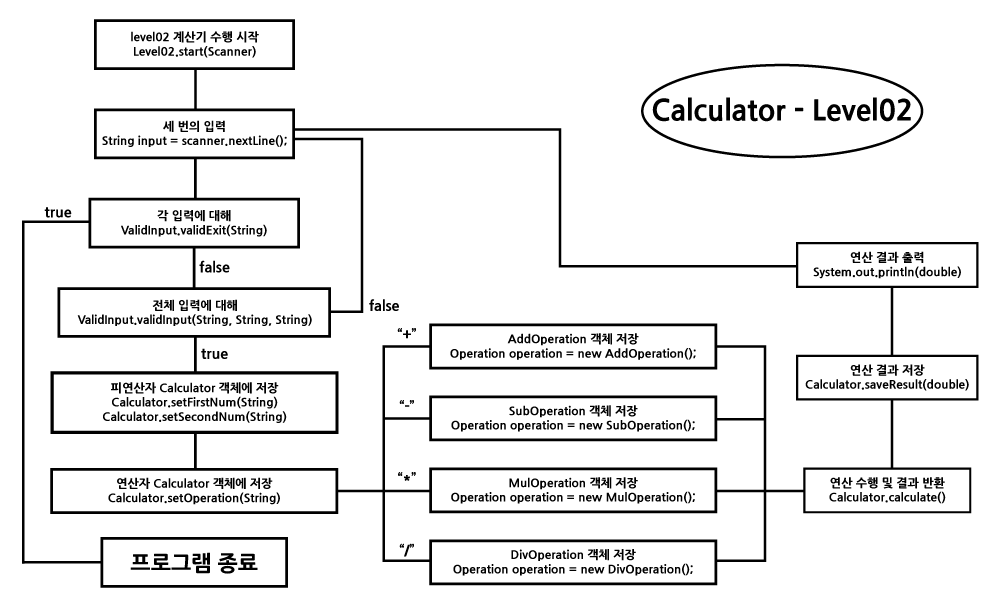 level02 계산기 수행 시작
Level02.start(Scanner)
Calculator - Level02
세 번의 입력
String input = scanner.nextLine();
true
각 입력에 대해
ValidInput.validExit(String)
false
전체 입력에 대해
ValidInput.validInput(String, String, String)
false
true
피연산자 Calculator 객체에 저장
Calculator.setFirstNum(String)
Calculator.setSecondNum(String)
연산자 Calculator 객체에 저장
Calculator.setOperation(String)
프로그램 종료
“+”
AddOperation 객체 저장
Operation operation = new AddOperation();
“-”
SubOperation 객체 저장
Operation operation = new SubOperation();
“*”
MulOperation 객체 저장
Operation operation = new MulOperation();
“/”
DivOperation 객체 저장
Operation operation = new DivOperation();
연산 결과 출력
System.out.println(double)
연산 결과 저장
Calculator.saveResult(double)
연산 수행 및 결과 반환
Calculator.calculate()